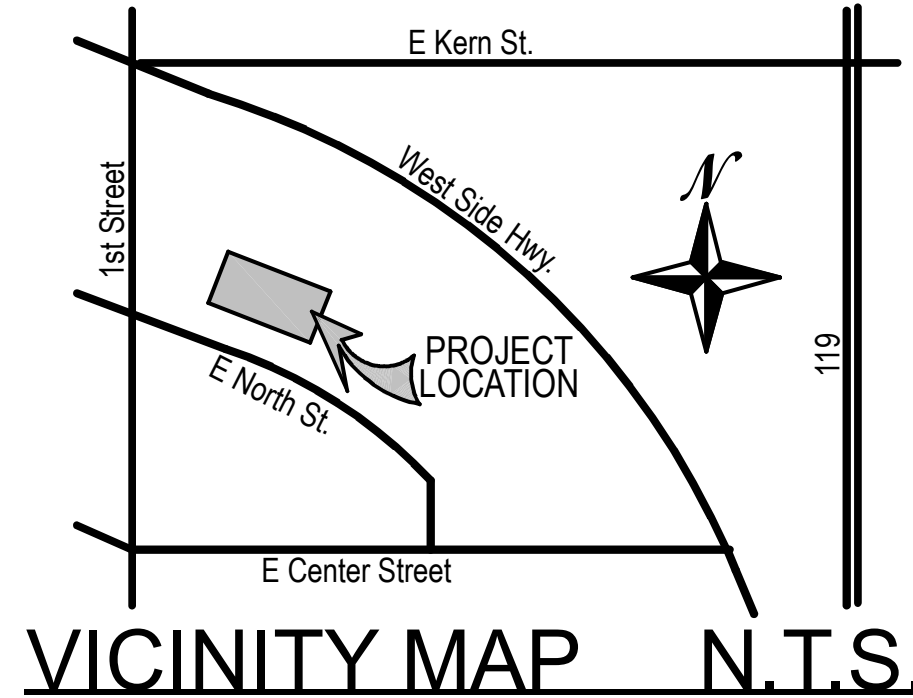 E Kern St.
West Side Hwy.
N
1st Street
119
PROJECT
LOCATION
E North St.
E Center Street
VICINITY MAP N.T.S.